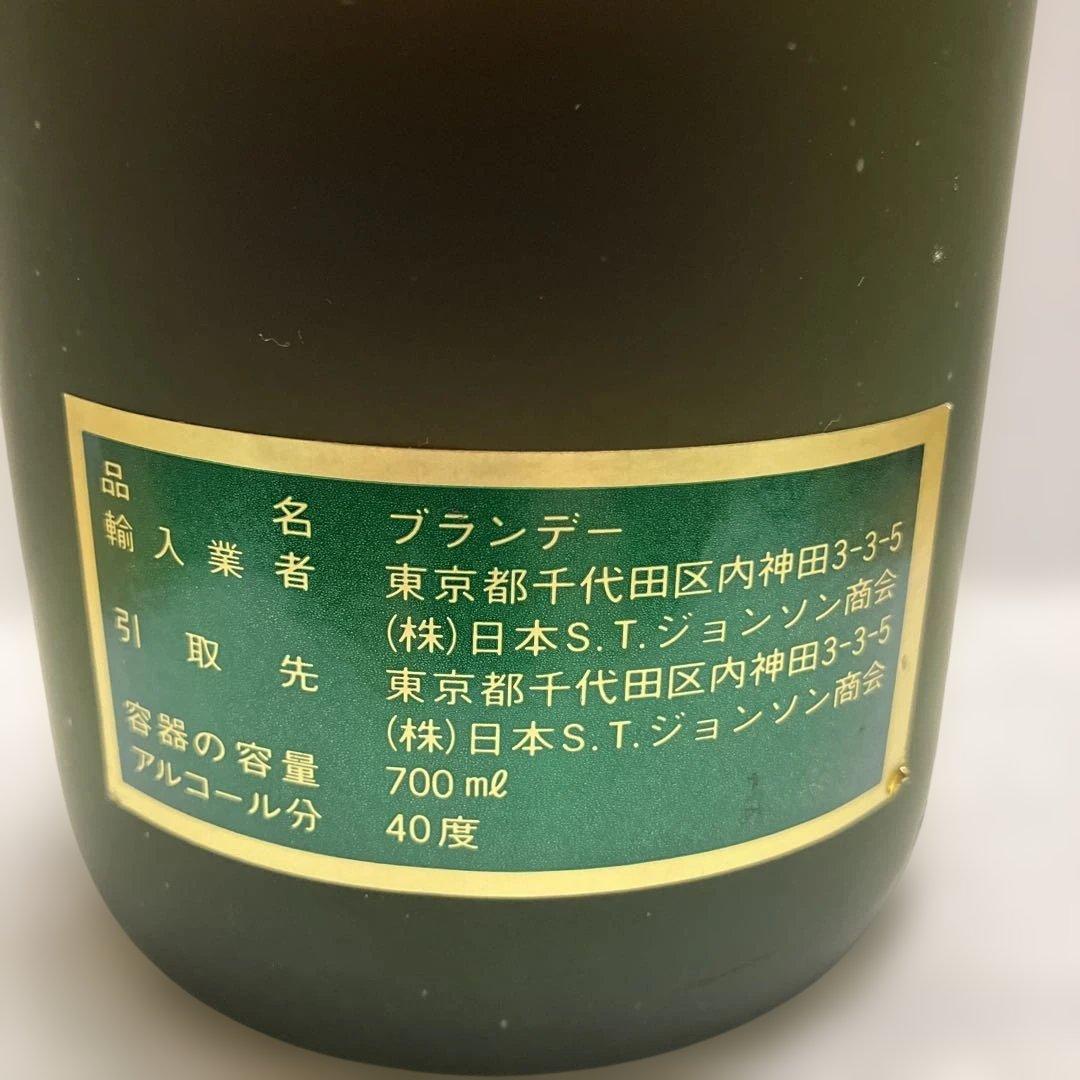 品名 ブランデー
輸入業者 東京都千代田区内神田3-3-5
(株)日本S.T.ジョンソン商会
引取先 東京都千代田区内神田3-3-5
(株)日本S.T.ジョンソン商会
容器の容量 700ml
アルコール分 40度